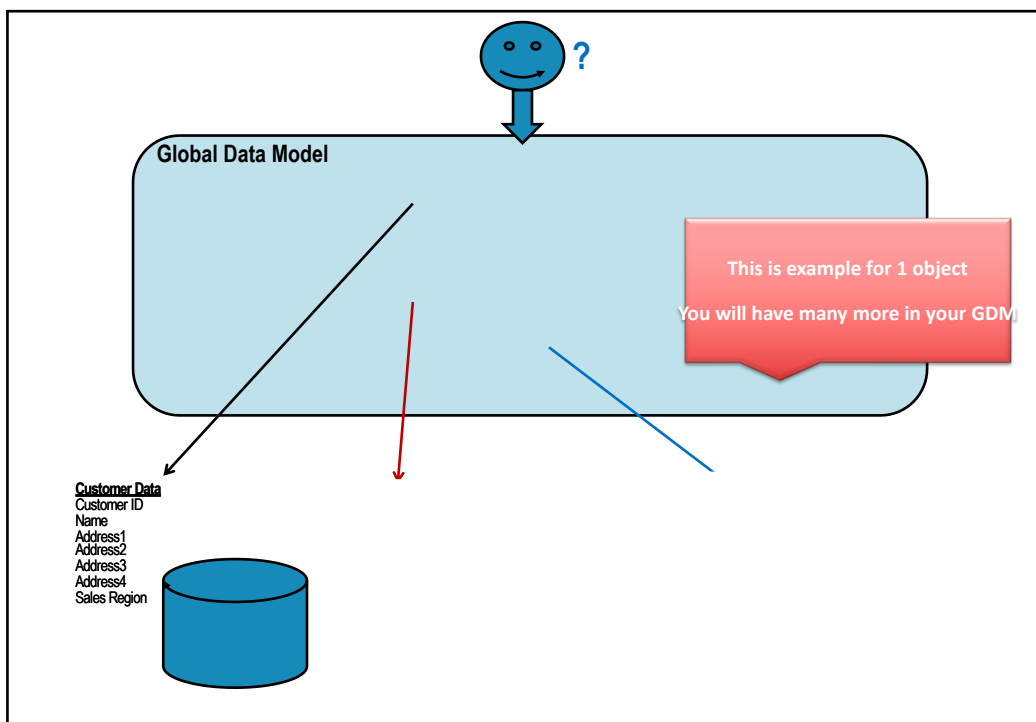 ?
Global Data Model
This is example for 1 object
You will have many more in your GDM
Customer Data
Customer ID
Name
Address1
Address2
Address3
Address4
Sales Region